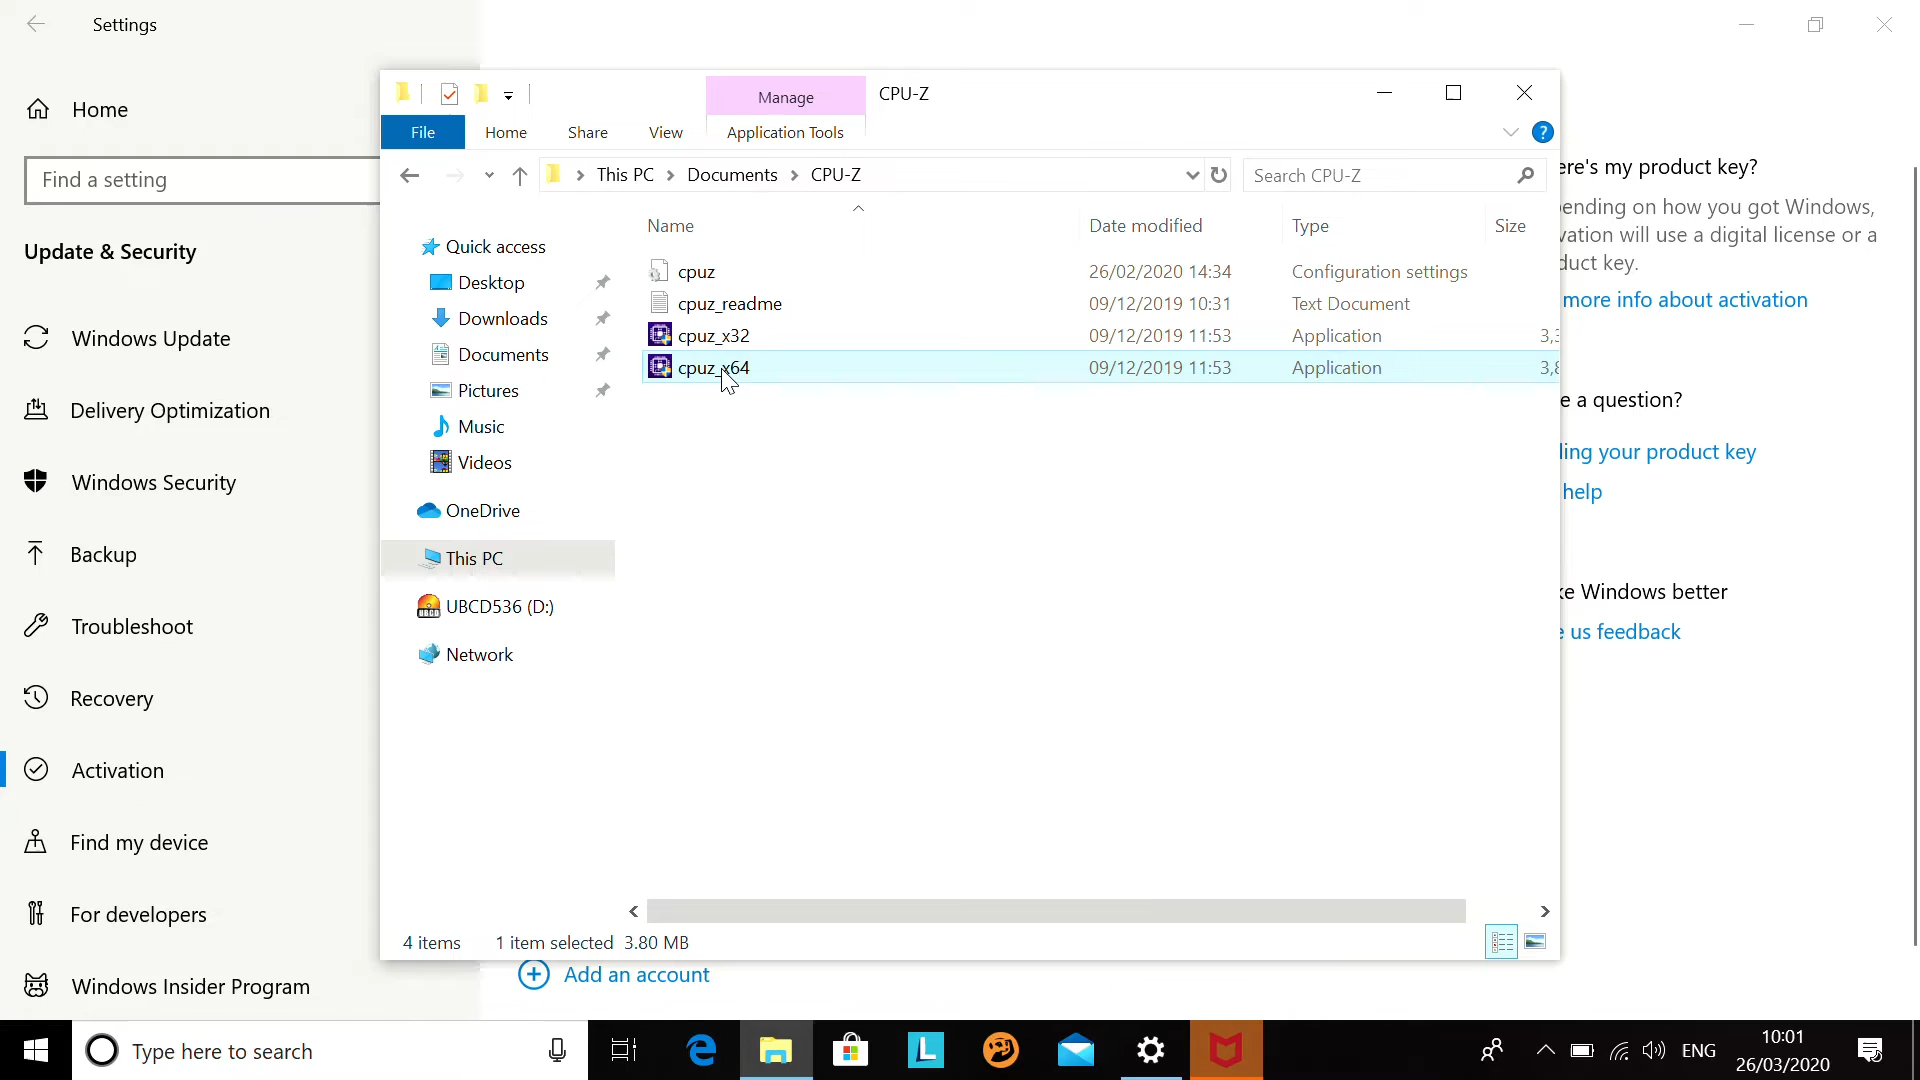 Settings
Home
Find a setting
Update & Security
Windows Update
Delivery Optimization
Windows Security
Backup
Troubleshoot
Recovery
Activation
Find my device
For developers
Windows Insider Program
Manage
CPU-Z
File
Home
Share
View
Application Tools
?
This PC
Documents
CPU-Z
Search CPU-Z
Name
Date modified
Type
Size
cpuz
26/02/2020 14:34
Configuration settings
cpuz_readme
09/12/2019 10:31
Text Document
cpuz_x32
09/12/2019 11:53
Application
3,3
cpuz_x64
09/12/2019 11:53
Application
3,8
Quick access
Desktop
Downloads
Documents
Pictures
Music
Videos
OneDrive
This PC
UBCD536 (D:)
Network
4 items
1 item selected 3.80 MB
Add an account
ere's my product key?
ending on how you got Windows,
vation will use a digital license or a
duct key.
more info about activation
e a question?
ing your product key
help
ke Windows better
e us feedback
Type here to search
ENG
10:01
26/03/2020